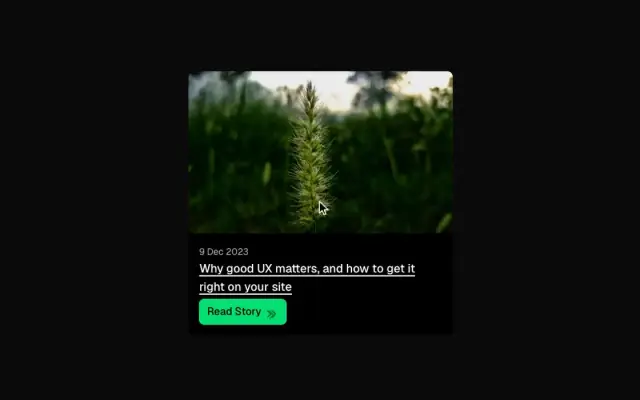 9 Dec 2023
Why good UX matters, and how to get it
right on your site
Read Story